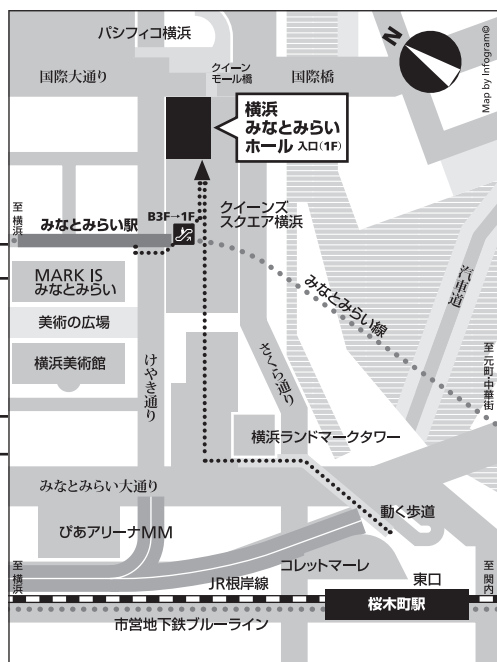 パシフィコ横浜
N
Map by Infogram©
国際大通り
クイーン
モール橋
国際橋
横浜
みなとみらい
ホール 入口(1F)
至 横浜
みなとみらい駅
B3F→1F
クイーンズ
スクエア横浜
MARK IS
みなとみらい
みなとみらい線
汽車道
美術の広場
横浜美術館
けやき通り
さくら通り
至 元町・中華街
横浜ランドマークタワー
みなとみらい大通り
動く歩道
ぴあアリーナMM
コレットマーレ
東口
至 横浜
JR根岸線
至 関内
桜木町駅
市営地下鉄ブルーライン